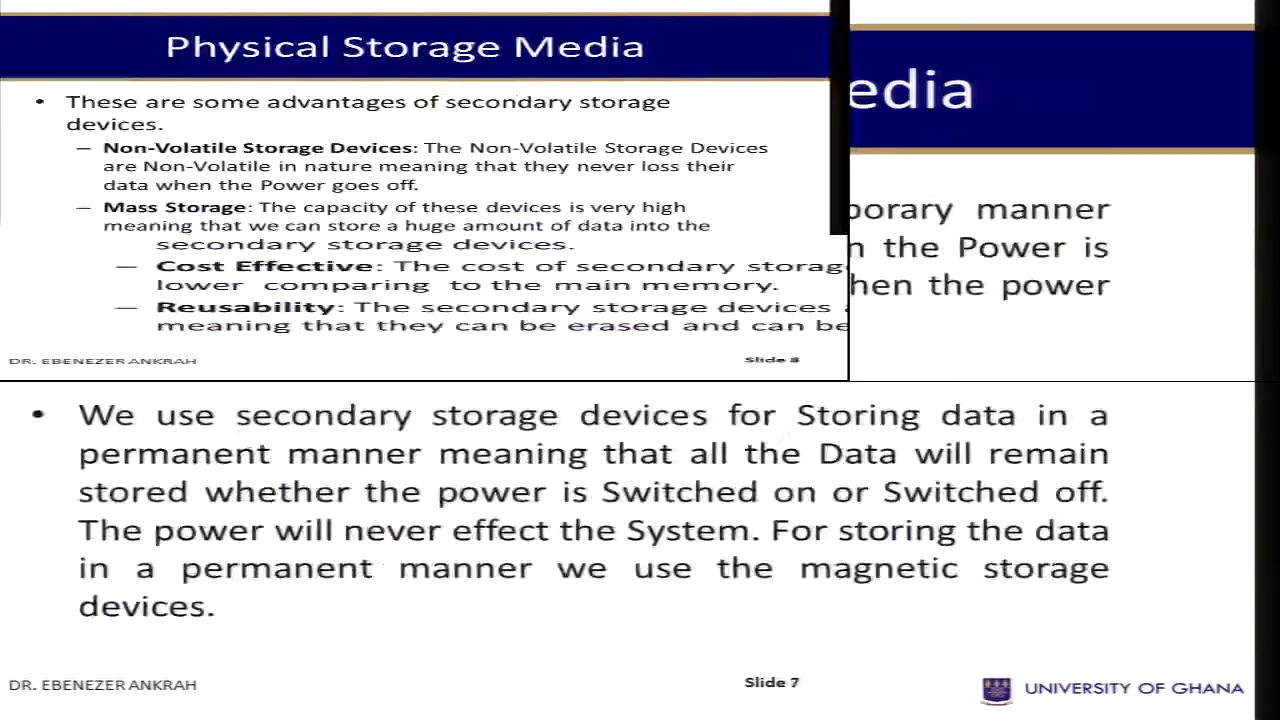 Physical Storage Media
• These are some advantages of secondary storage
devices.
– Non-Volatile Storage Devices: The Non-Volatile Storage Devices
are Non-Volatile in nature meaning that they never loss their
data when the Power goes off.
– Mass Storage: The capacity of these devices is very high
meaning that we can store a huge amount of data into the
secondary storage devices.
– Cost Effective: The cost of secondary storag
lower comparing to the main memory.
– Reusability: The secondary storage devices
meaning that they can be erased and can be
DR. EBENEZER ANKRAH Slide 8
edia
porary manner
n the Power is
hen the power
• We use secondary storage devices for Storing data in a
permanent manner meaning that all the Data will remain
stored whether the power is Switched on or Switched off.
The power will never effect the System. For storing the data
in a permanent manner we use the magnetic storage
devices.
DR. EBENEZER ANKRAH Slide 7 UNIVERSITY OF GHANA